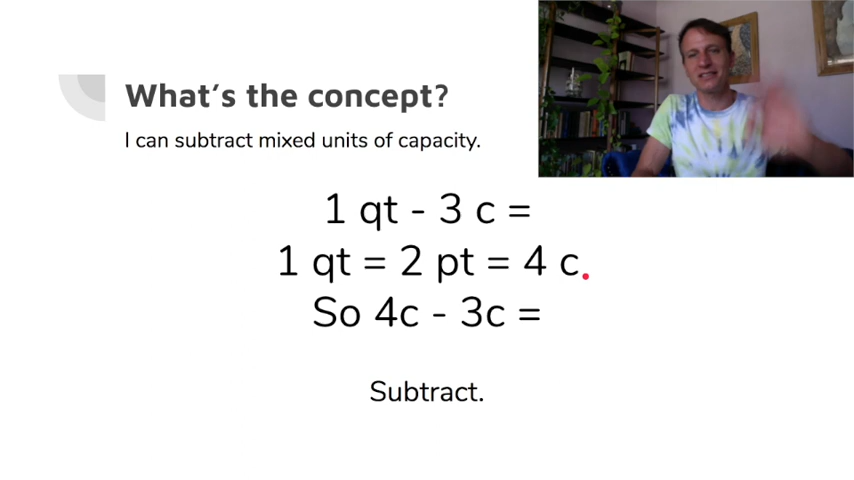 What's the concept?
I can subtract mixed units of capacity.
1 qt - 3 c =
1 qt = 2 pt = 4 c.
So 4c - 3c =
Subtract.